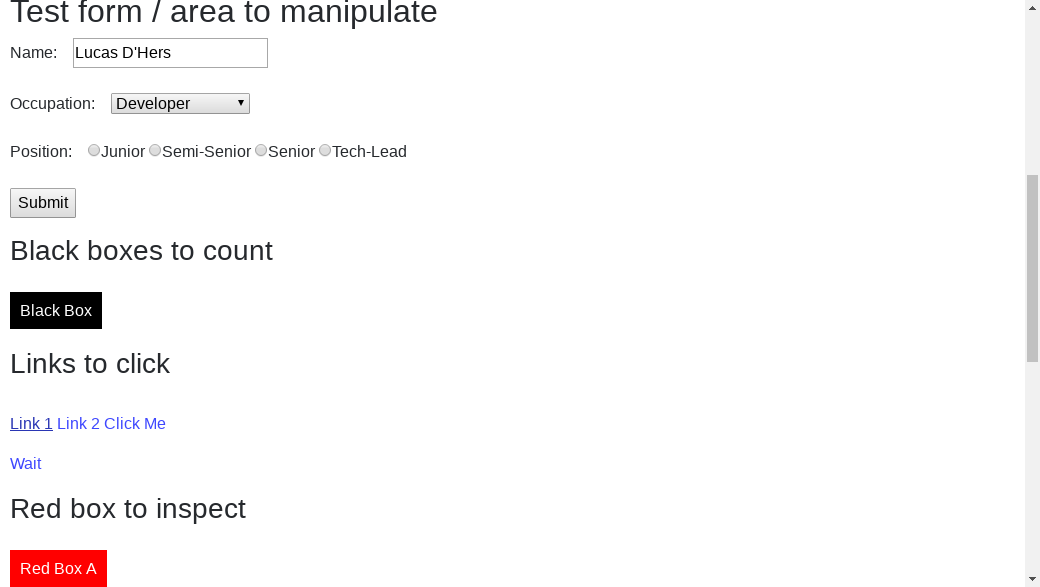 Test form / area to manipulate
Name: Lucas D'Hers
Occupation: Developer
Position: Junior Semi-Senior Senior Tech-Lead
Submit
Black boxes to count
Black Box
Links to click
Link 1 Link 2 Click Me
Wait
Red box to inspect
Red Box A